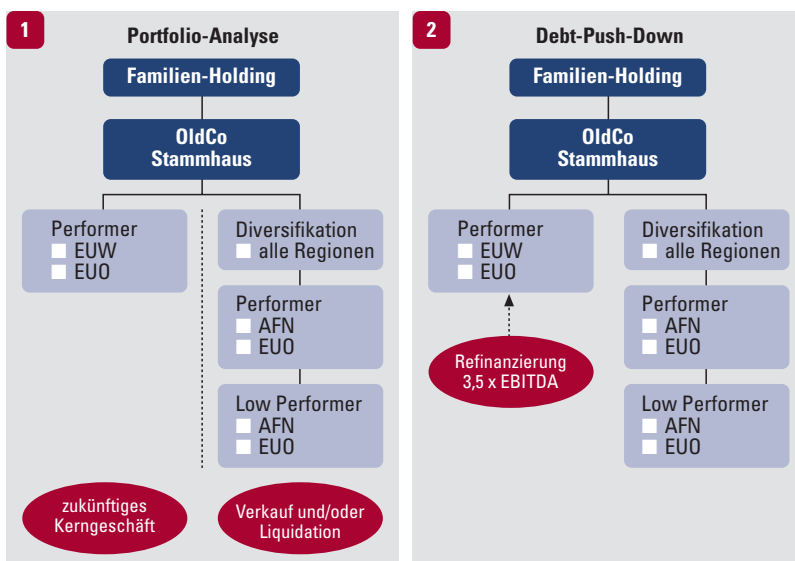 1
Portfolio-Analyse
Familien-Holding
OldCo
Stammhaus
Performer
EUW
EUO
Diversifikation
alle Regionen
Performer
AFN
EUO
Low Performer
AFN
EUO
zukünftiges
Kerngeschäft
Verkauf und/oder
Liquidation
2
Debt-Push-Down
Familien-Holding
OldCo
Stammhaus
Performer
EUW
EUO
Refinanzierung
3,5 x EBITDA
Diversifikation
alle Regionen
Performer
AFN
EUO
Low Performer
AFN
EUO